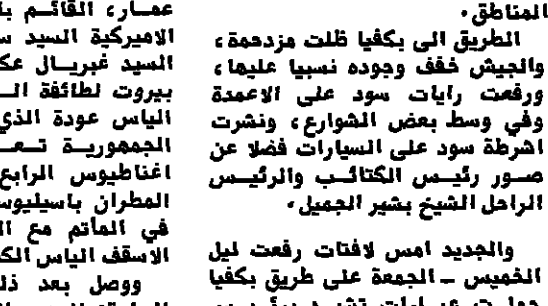 المناطق.
الطريق الى بكفيا ظلت مزدحمة،
والجيش خفف وجوده نسبيا عليها،
ورفعت رايات سود على الاعمدة
وفي وسط بعض الشوارع، ونشرت
اشرطة سود على السيارات فضلا عن
صور رئيس الكتائب والرئيس
الراحل الشيخ بشير الجميل.
والجديد امس لافتات رفعت ليل
الخميس – الجمعة على طريق بكفيا
عمار، القائم
الاميركية السيد
السيد غبريال
بيروت لطائفة
الياس عودة الذي
الجمهورية
اغناطيوس الرابع
المطران باسيليوس
في المأتم مع
الاسقف الياس
ووصل بعد